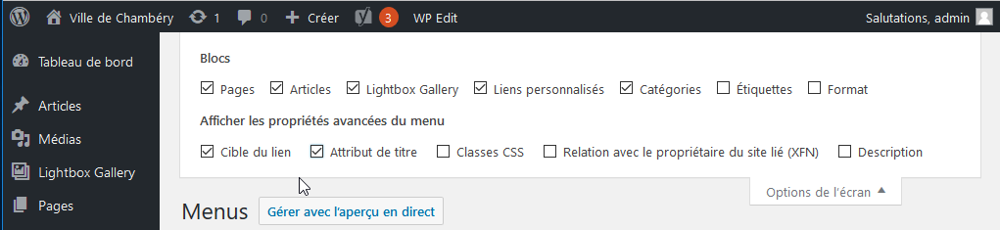 Ville de Chambéry 1 0 Créer 3 WP Edit Salutations, admin
Tableau de bord
Articles
Médias
Lightbox Gallery
Pages
Blocs
Pages Articles Lightbox Gallery Liens personnalisés Catégories Étiquettes Format
Afficher les propriétés avancées du menu
Cible du lien Attribut de titre Classes CSS Relation avec le propriétaire du site lié (XFN) Description
Options de l'écran
Menus Gérer avec l'aperçu en direct